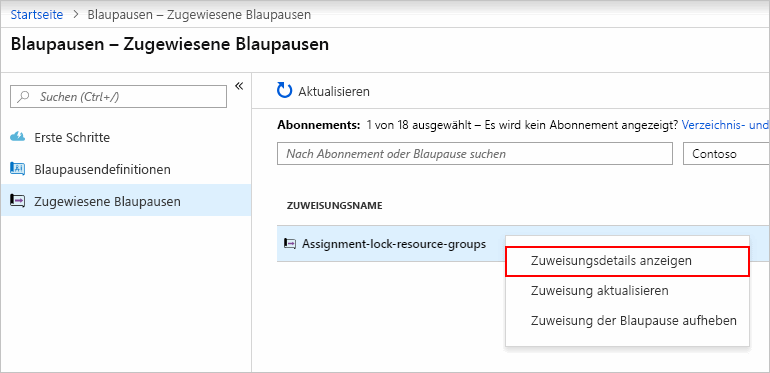 Startseite > Blaupausen – Zugewiesene Blaupausen
Blaupausen – Zugewiesene Blaupausen
«
Suchen (Ctrl+/)
Erste Schritte
Blaupausendefinitionen
Zugewiesene Blaupausen
Aktualisieren
Abonnements: 1 von 18 ausgewählt – Es wird kein Abonnement angezeigt? Verzeichnis- und
Nach Abonnement oder Blaupause suchen
Contoso
ZUWEISUNGSNAME
Assignment-lock-resource-groups
Zuweisungsdetails anzeigen
Zuweisung aktualisieren
Zuweisung der Blaupause aufheben